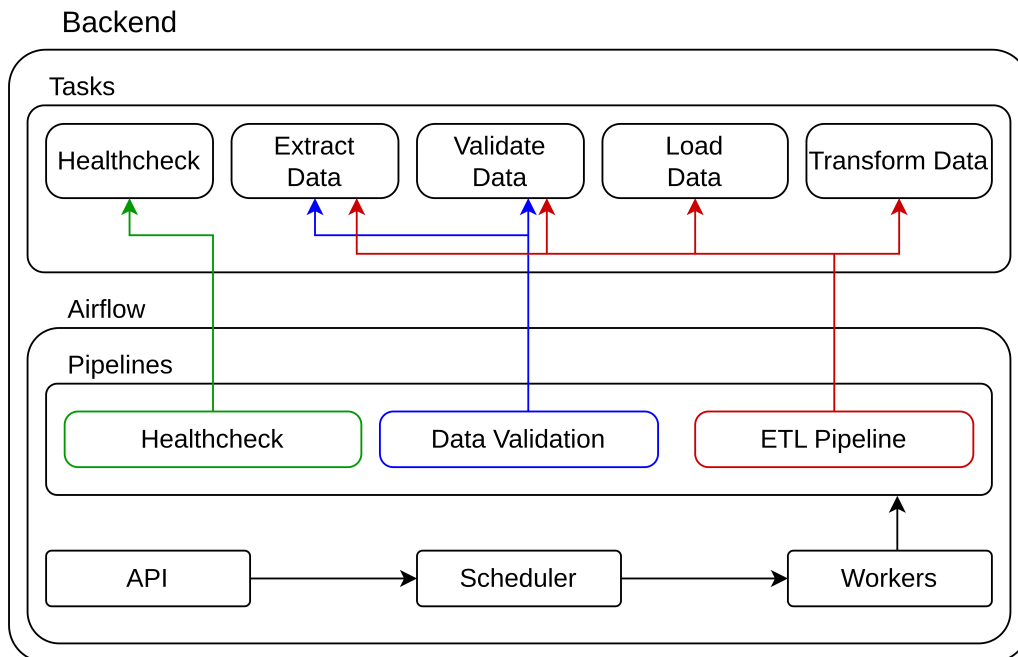 Backend
Tasks
Healthcheck
Extract
Data
Validate
Data
Load
Data
Transform Data
Airflow
Pipelines
Healthcheck
Data Validation
ETL Pipeline
API
Scheduler
Workers